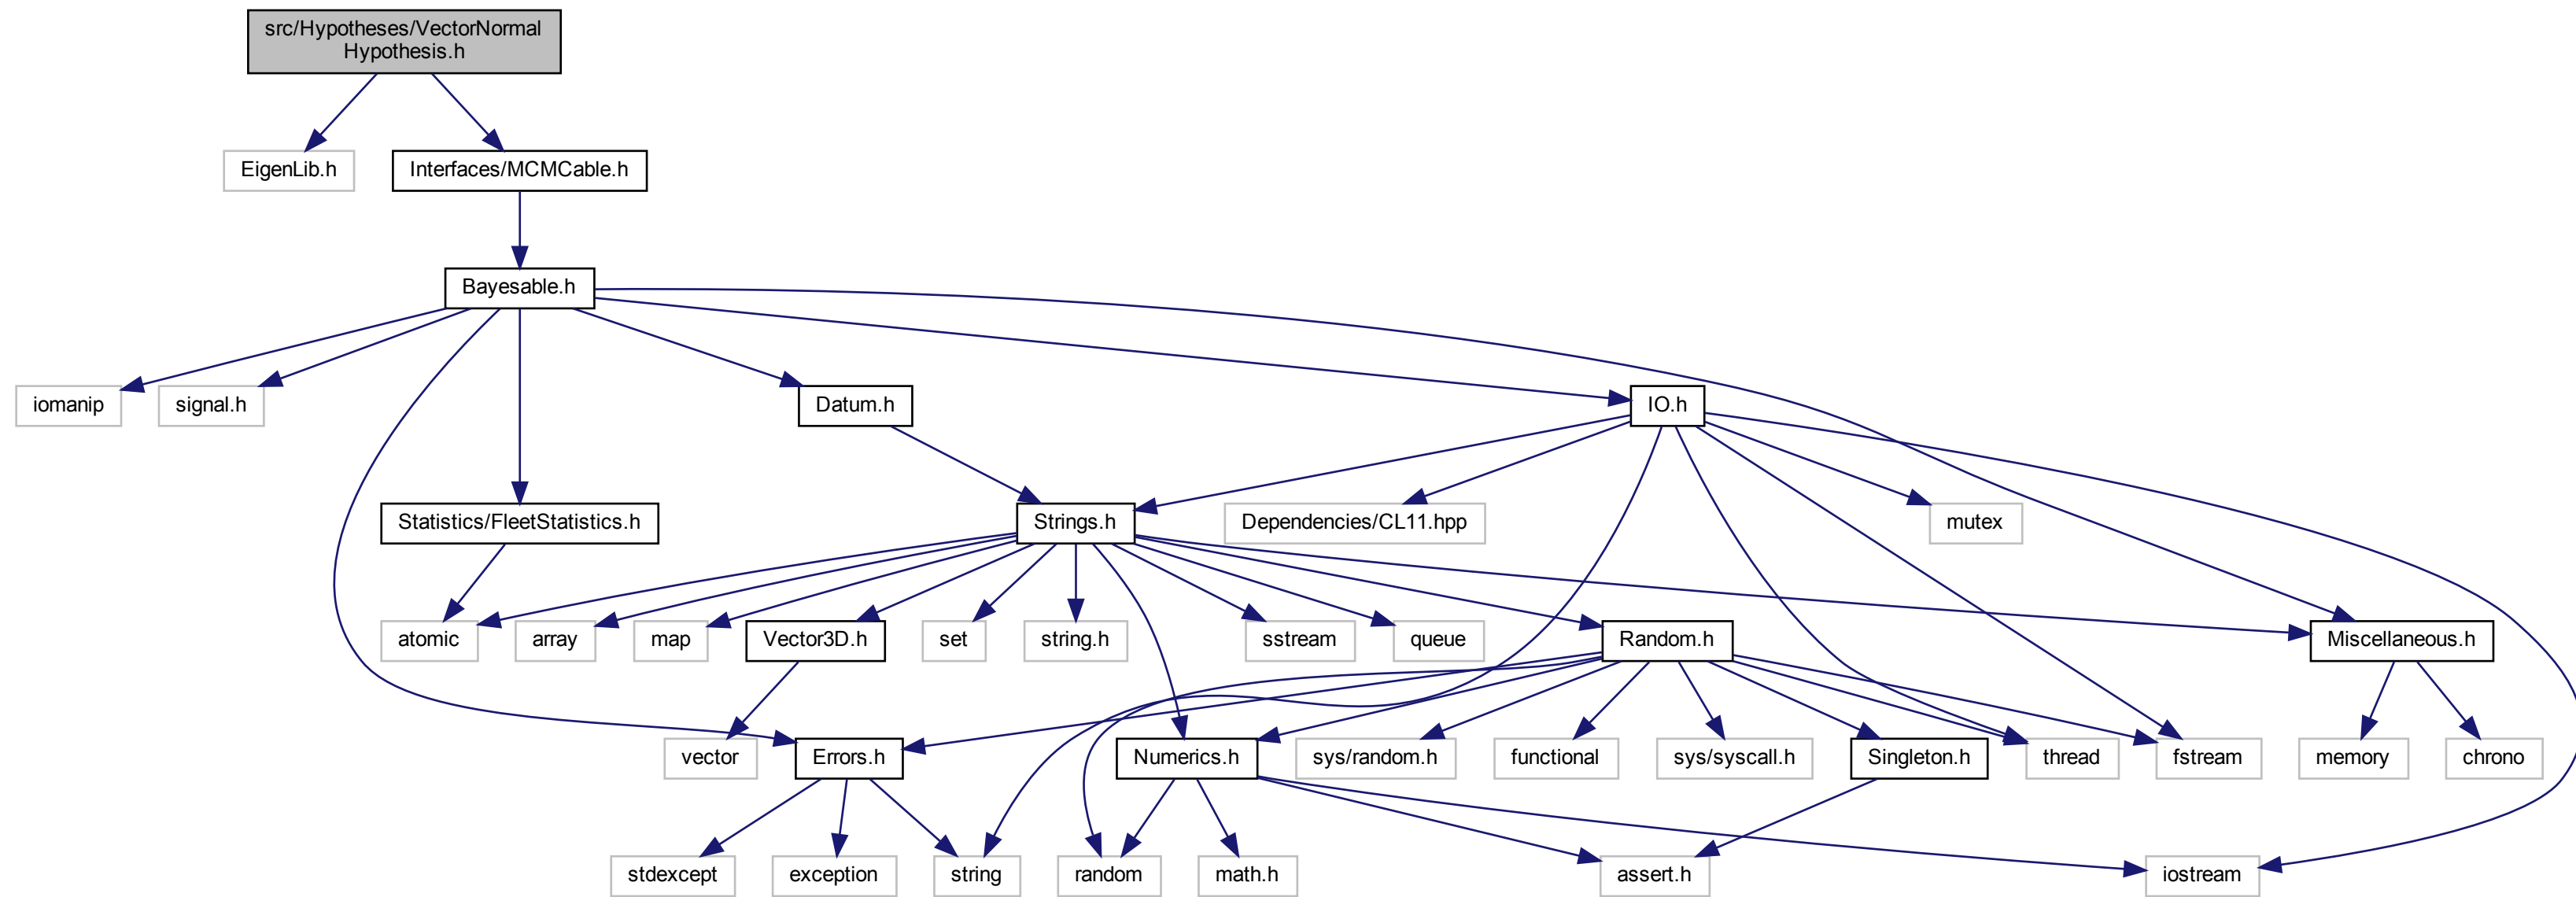 src/Hypotheses/VectorNormal
Hypothesis.h
EigenLib.h
Interfaces/MCMCable.h
Bayesable.h
iomanip
signal.h
Datum.h
IO.h
Statistics/FleetStatistics.h
Strings.h
Dependencies/CL11.hpp
mutex
atomic
array
map
Vector3D.h
set
string.h
sstream
queue
Random.h
Miscellaneous.h
vector
Errors.h
Numerics.h
sys/random.h
functional
sys/syscall.h
Singleton.h
thread
fstream
memory
chrono
stdexcept
exception
string
random
math.h
assert.h
iostream